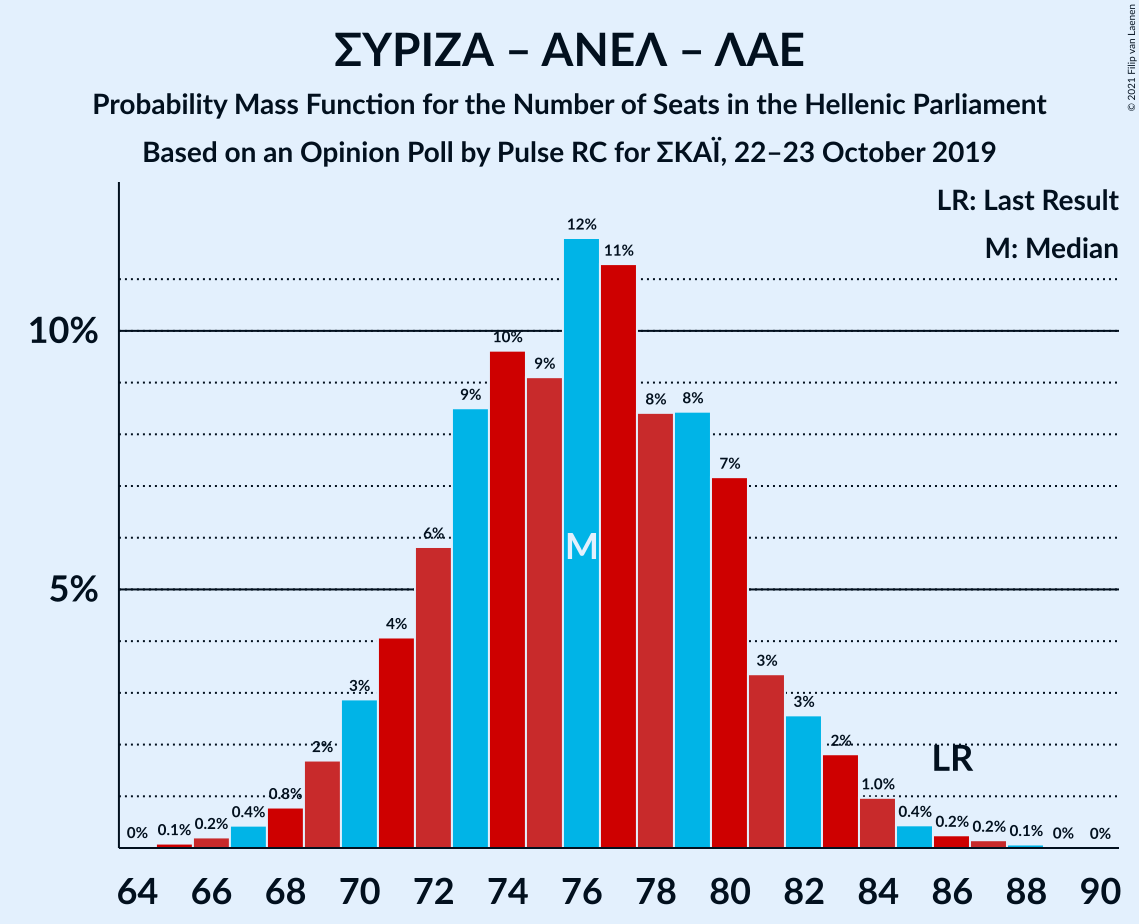 ΣΥΡΙΖΑ – ΑΝΕΛ – ΛΑΕ
Probability Mass Function for the Number of Seats in the Hellenic Parliament
Based on an Opinion Poll by Pulse RC for ΣΚΑΪ, 22–23 October 2019
© 2021 Filip van Laenen
LR: Last Result
M: Median
10%
5%
0% 0.1% 0.2% 0.4% 0.8% 2% 3% 4% 6% 9% 10% 9% 12% 11% 8% 8% 7% 3% 3% 2% 1.0% 0.4% 0.2% 0.2% 0.1% 0% 0%
M
LR
64 66 68 70 72 74 76 78 80 82 84 86 88 90